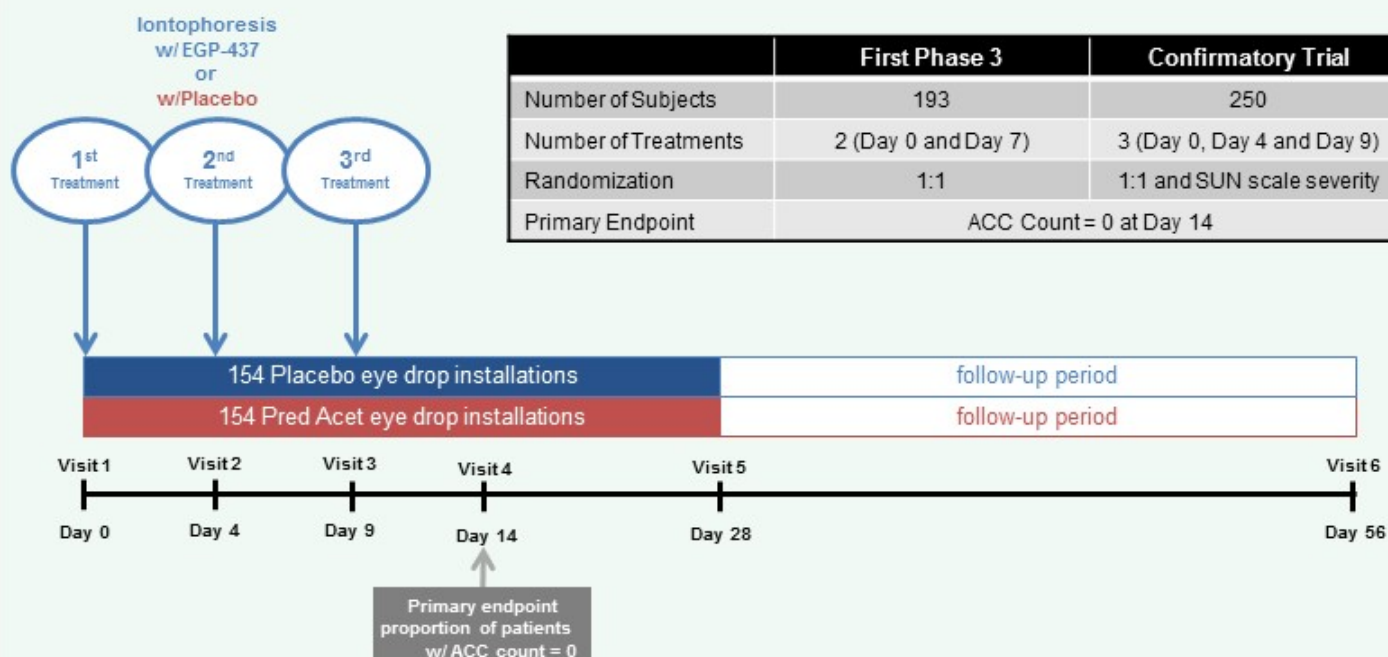 Iontophoresis
w/ EGP-437
or
w/Placebo
1st
Treatment
2nd
Treatment
3rd
Treatment
First Phase 3 Confirmatory Trial
Number of Subjects 193 250
Number of Treatments 2 (Day 0 and Day 7) 3 (Day 0, Day 4 and Day 9)
Randomization 1:1 1:1 and SUN scale severity
Primary Endpoint ACC Count = 0 at Day 14
154 Placebo eye drop installations follow-up period
154 Pred Acet eye drop installations follow-up period
Visit 1 Visit 2 Visit 3 Visit 4 Visit 5 Visit 6
Day 0 Day 4 Day 9 Day 14 Day 28 Day 56
Primary endpoint
proportion of patients
w/ ACC count = 0